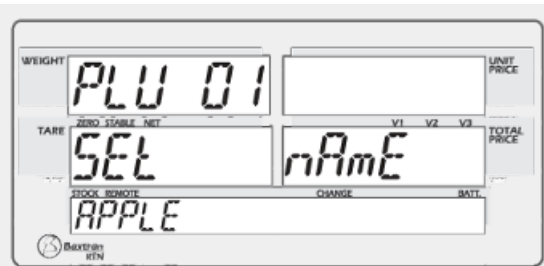 WEIGHT PLU 01 UNIT PRICE
ZERO STABLE NET V1 V2 V3
TARE SEt nAmE TOTAL PRICE
STOCK REMOTE CHANGE BATT.
APPLE
Baxtran
RTN